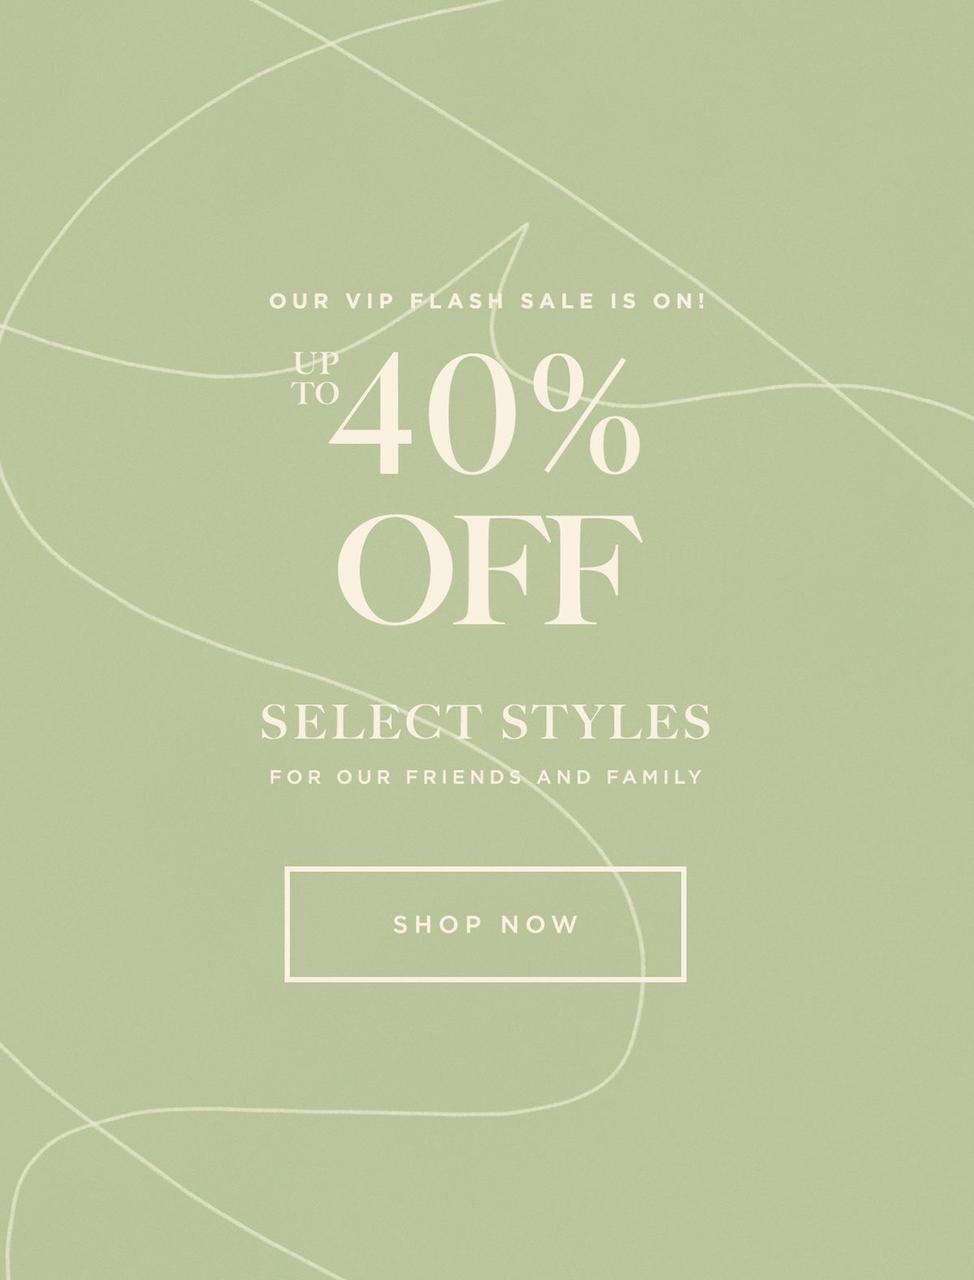 OUR VIP FLASH SALE IS ON!
UP
TO
40%
OFF
SELECT STYLES
FOR OUR FRIENDS AND FAMILY
SHOP NOW